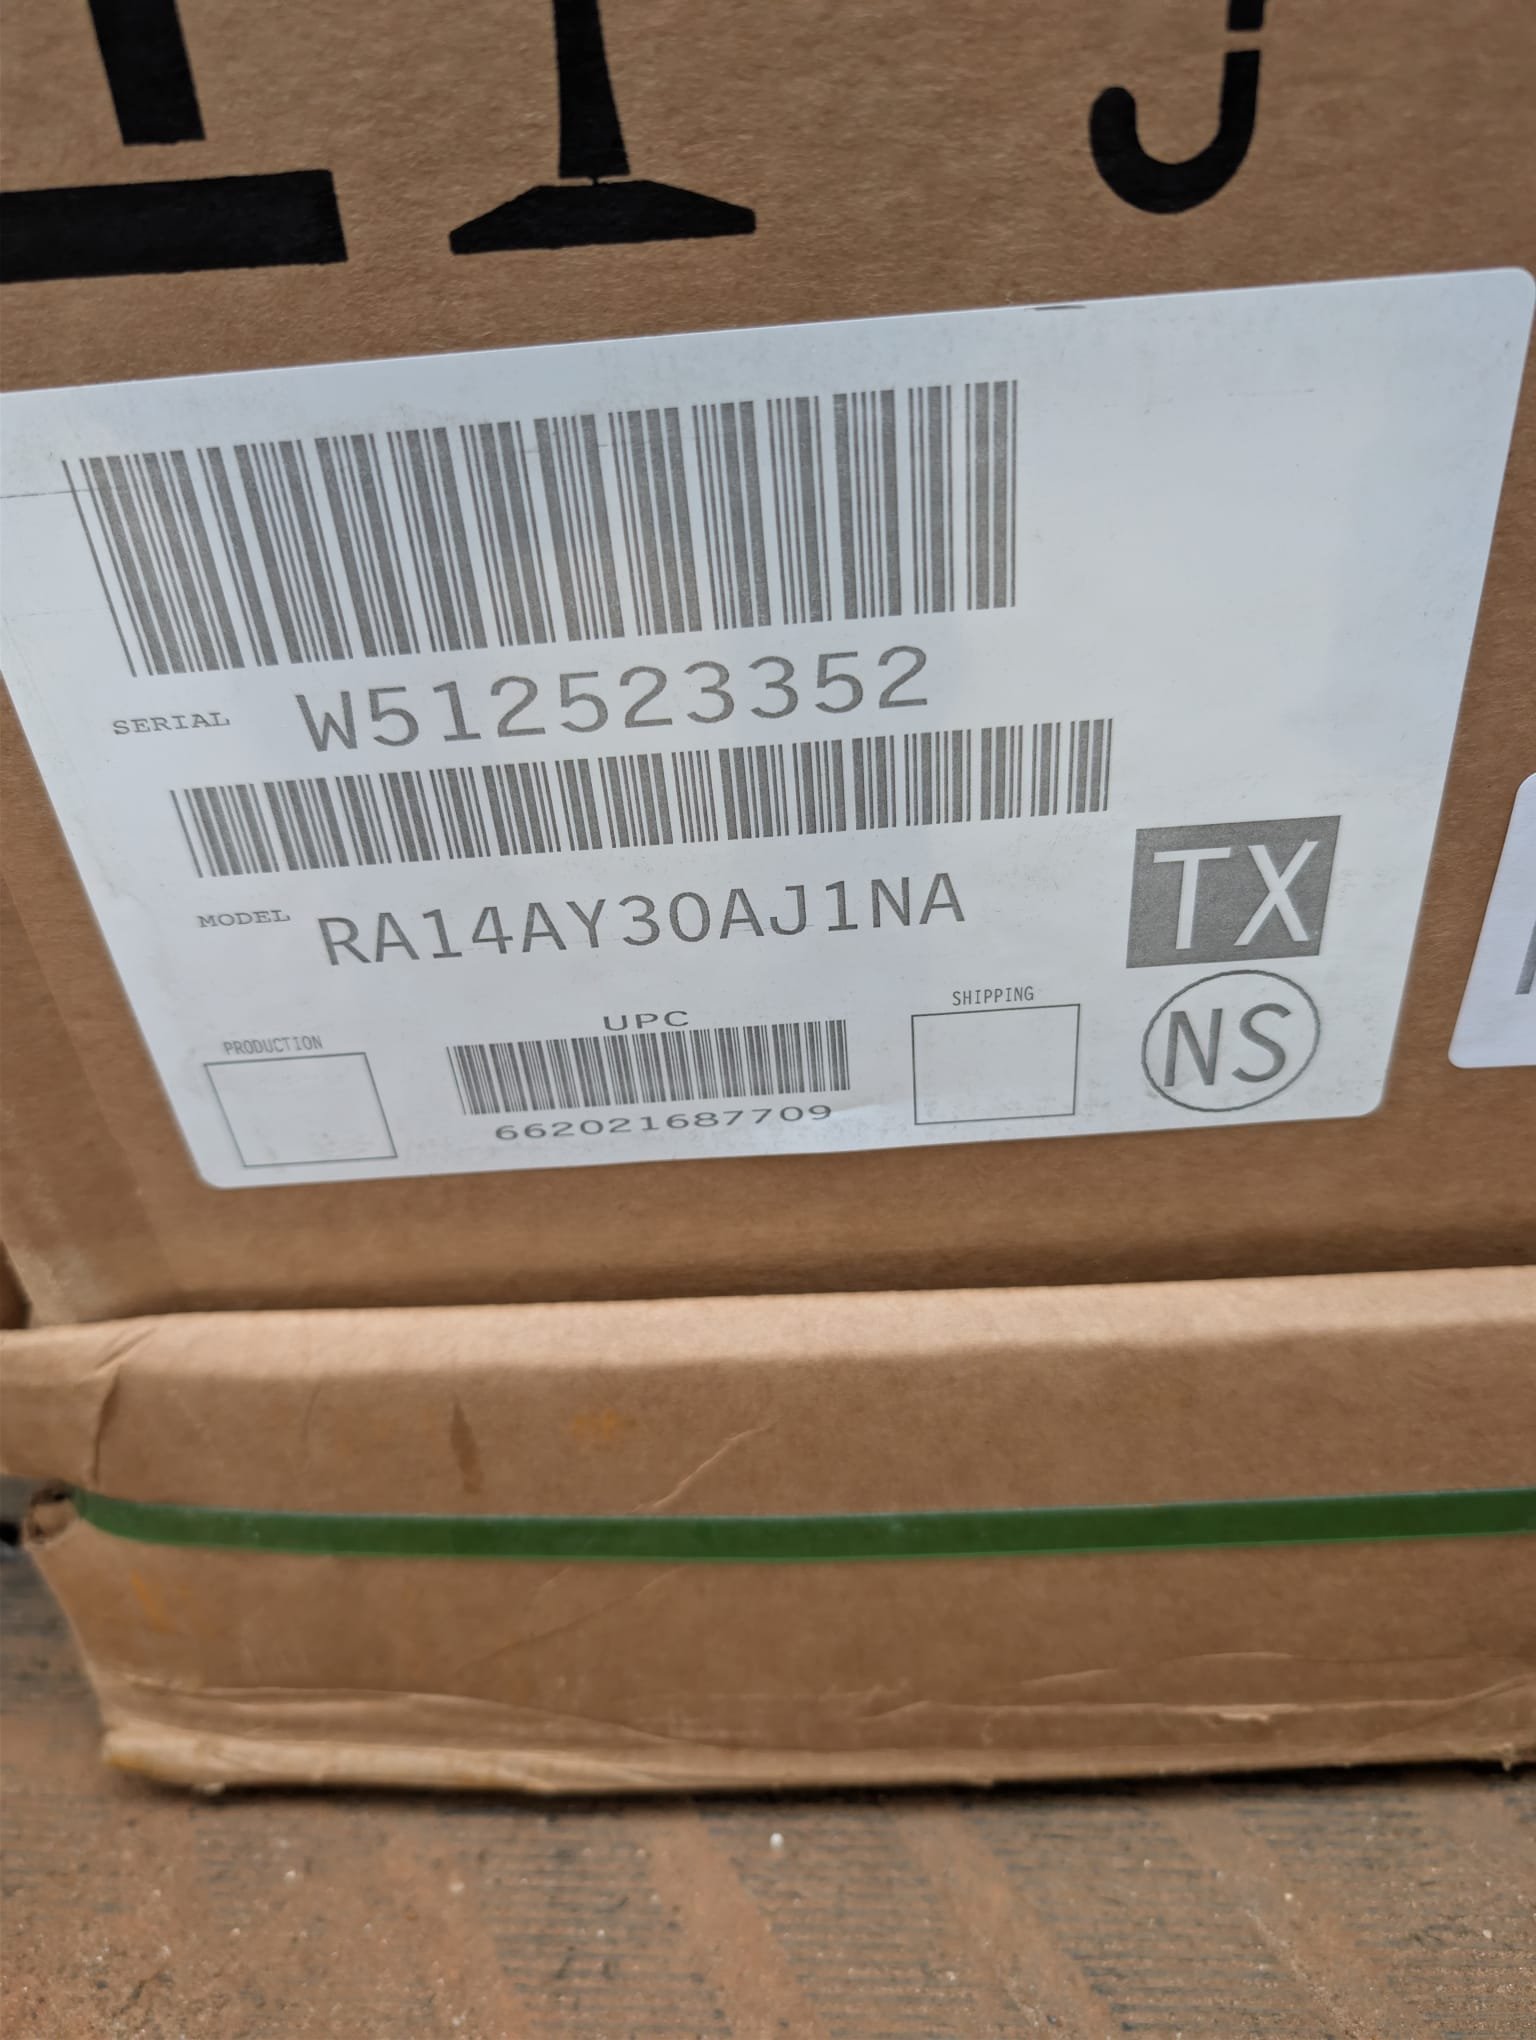 SERIAL W512523352
MODEL RA14AY30AJ1NA
TX
NS
PRODUCTION
UPC
662021687709
SHIPPING